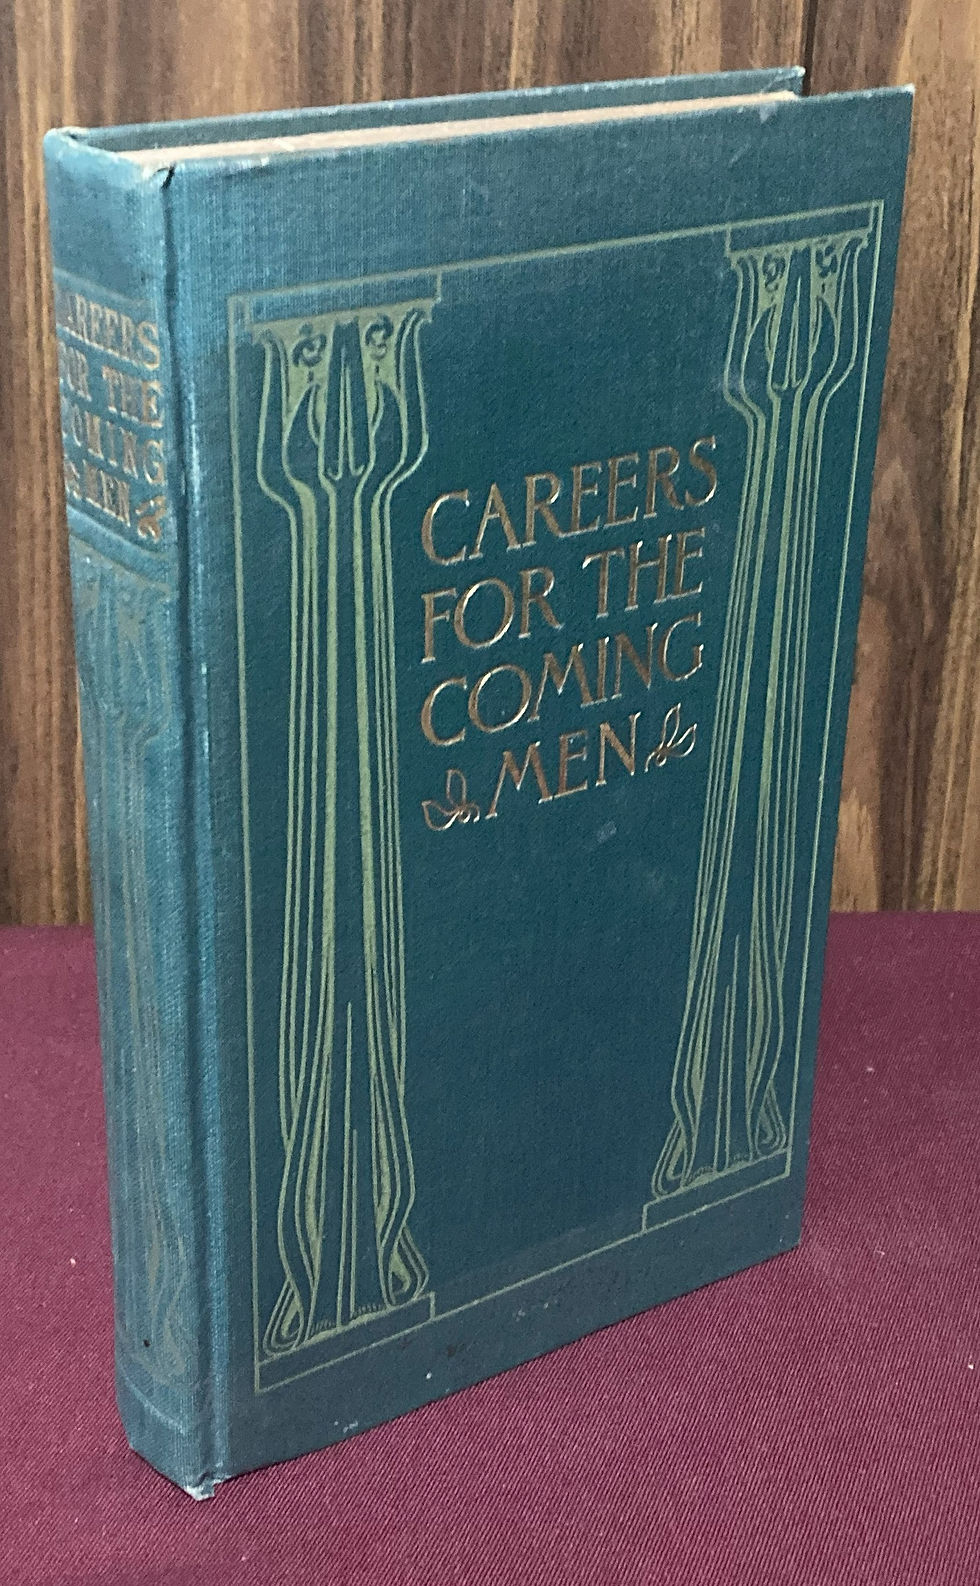 CAREERS
FOR THE
COMING
MEN
CAREERS
FOR THE
COMING
MEN